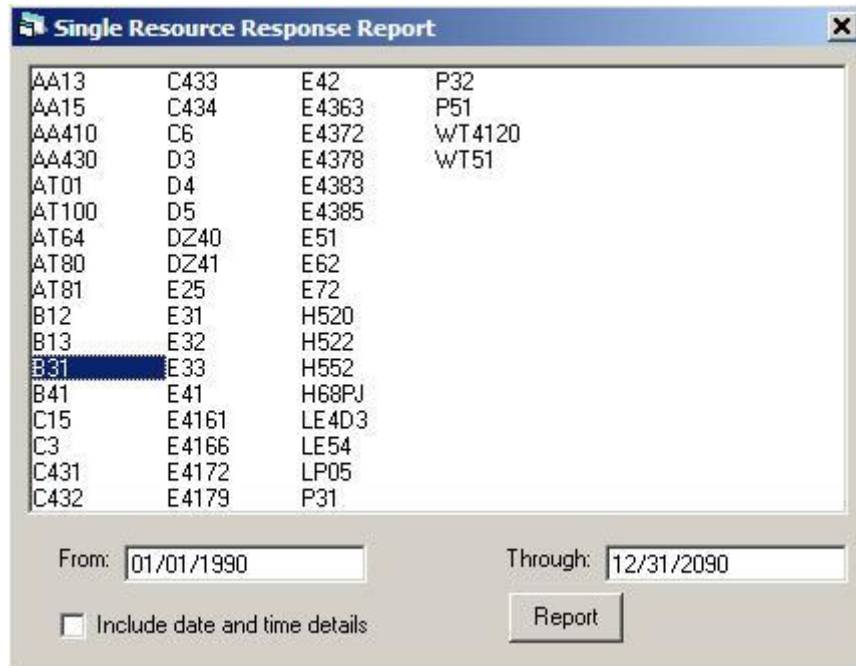 Single Resource Response Report
AA13 C433 E42 P32
AA15 C434 E4363 P51
AA410 C6 E4372 WT4120
AA430 D3 E4378 WT51
AT01 D4 E4383
AT100 D5 E4385
AT64 DZ40 E51
AT80 DZ41 E62
AT81 E25 E72
B12 E31 H520
B13 E32 H522
B31 E33 H552
B41 E41 H68PJ
C15 E4161 LE4D3
C3 E4166 LE54
C431 E4172 LP05
C432 E4179 P31
From: 01/01/1990 Through: 12/31/2090
Include date and time details Report